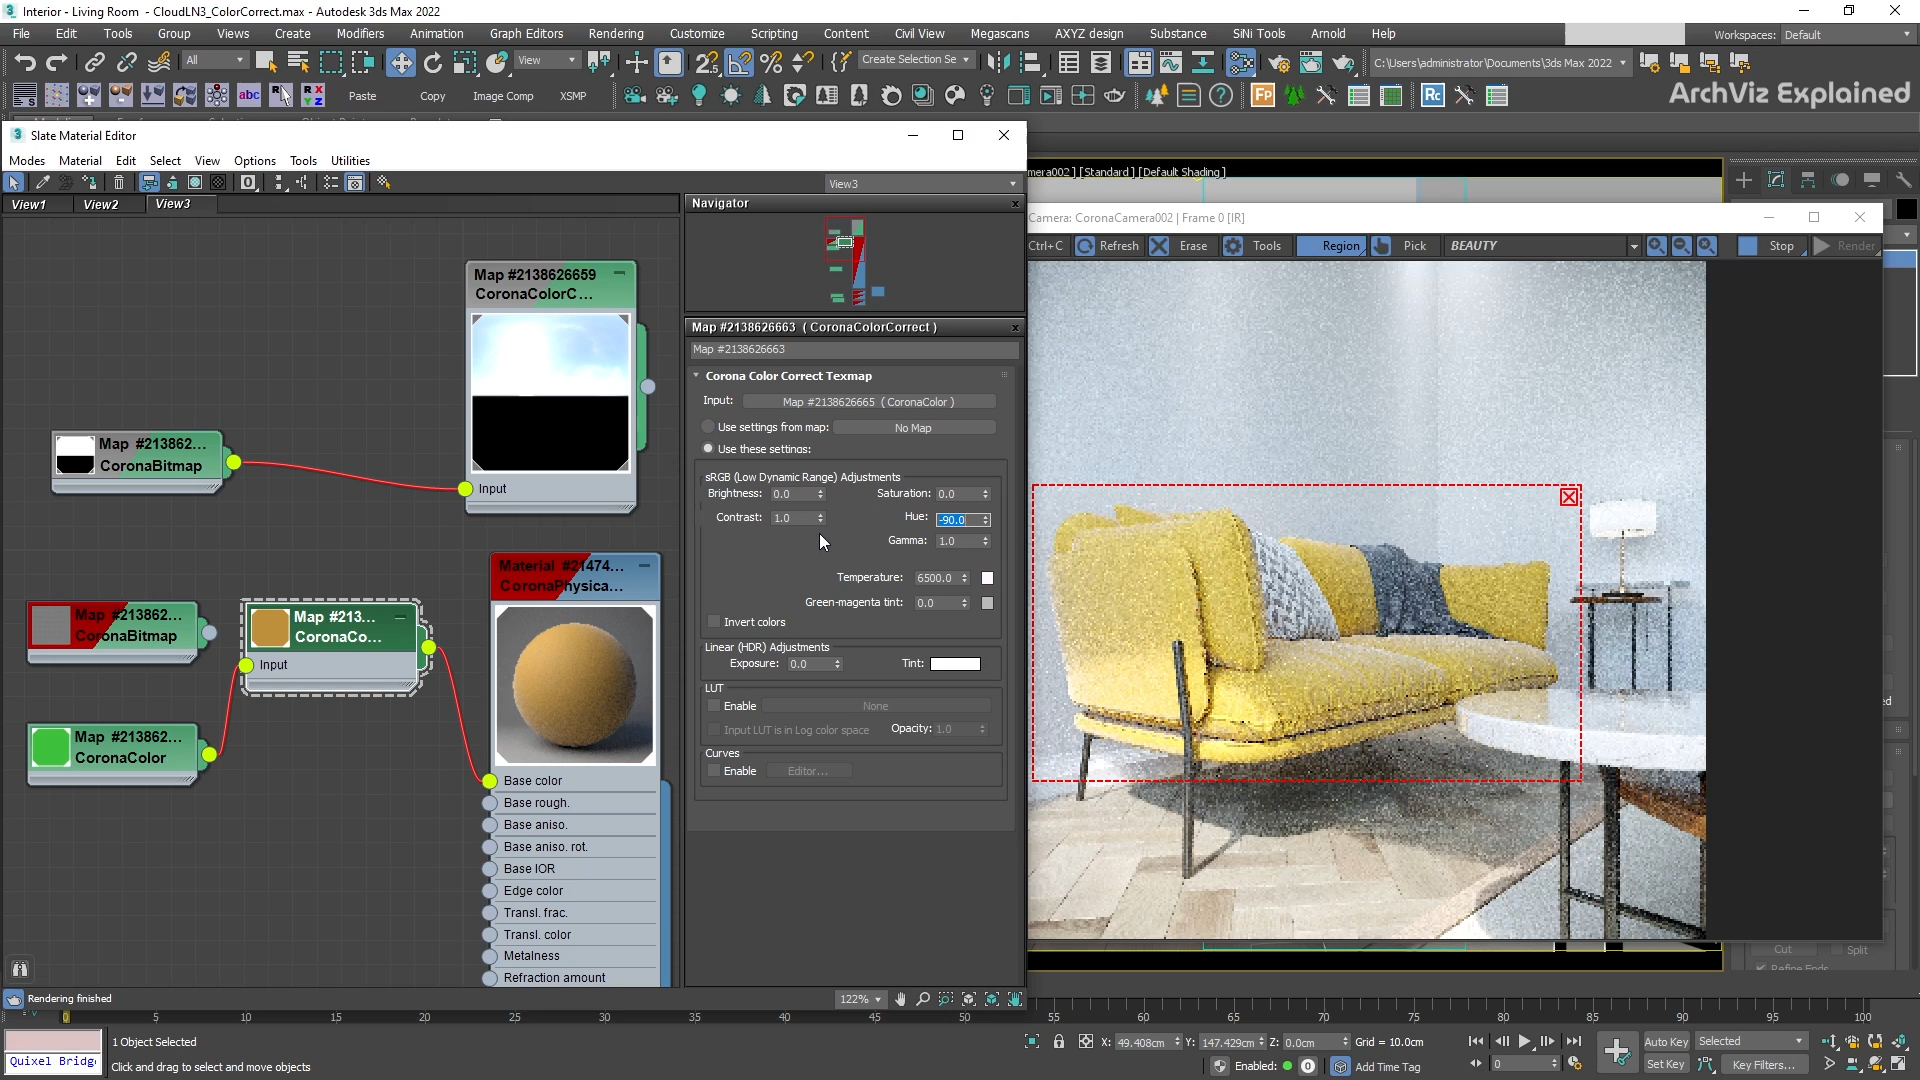 Interior - Living Room - CloudLN3_ColorCorrect.max - Autodesk 3ds Max 2022
File Edit Tools Group Views Create Modifiers Animation Graph Editors Rendering Customize Scripting Content Civil View Megascans AXYZ design Substance SiNi Tools Arnold Help Workspaces: Default
All View Create Selection Se C:\Users\administrator\Documents\3ds Max 2022
abc Paste Copy Image Comp XSMP Fp Rc
ArchViz Explained
Slate Material Editor
Modes Material Edit Select View Options Tools Utilities
View3
View1 View2 View3
Navigator
Map #2138626659
CoronaColorC...
Input
Map #213862...
CoronaBitmap
Map #213862...
CoronaBitmap
Map #213...
CoronaCo...
Input
Map #213862...
CoronaColor
Material #21474...
CoronaPhysica...
Base color
Base rough.
Base aniso.
Base aniso. rot.
Base IOR
Edge color
Transl. frac.
Transl. color
Metalness
Refraction amount
Map #2138626663 ( CoronaColorCorrect )
Map #2138626663
Corona Color Correct Texmap
Input: Map #2138626665 ( CoronaColor )
Use settings from map: No Map
Use these settings:
sRGB (Low Dynamic Range) Adjustments
Brightness: 0.0 Saturation: 0.0
Contrast: 1.0 Hue: -90.0
Gamma: 1.0
Temperature: 6500.0
Green-magenta tint: 0.0
Invert colors
Linear (HDR) Adjustments
Exposure: 0.0 Tint:
LUT
Enable None
Input LUT is in Log color space Opacity: 1.0
Curves
Enable Editor...
mera002 ] [Standard ] [Default Shading ]
Camera: CoronaCamera002 | Frame 0 [IR]
Ctrl+C Refresh Erase Tools Region Pick BEAUTY Stop Render
ed
Cut Split
Refine Ends
Rendering finished 122%
0 5 10 15 20 25 30 35 40 45 50 55 60 65 70 75 80 85 90 95 100
1 Object Selected X: 49.408cm Y: 147.429cm Z: 0.0cm Grid = 10.0cm Auto Key Selected
Quixel Bridg Click and drag to select and move objects Enabled: 0 Add Time Tag 0 Set Key Key Filters...